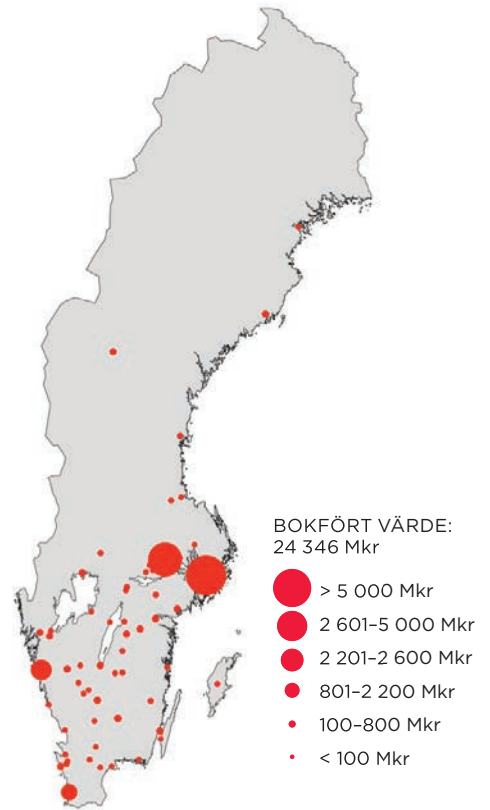 BOKFÖRT VÄRDE:
24 346 Mkr
> 5 000 Mkr
2 601–5 000 Mkr
2 201–2 600 Mkr
801–2 200 Mkr
100–800 Mkr
< 100 Mkr